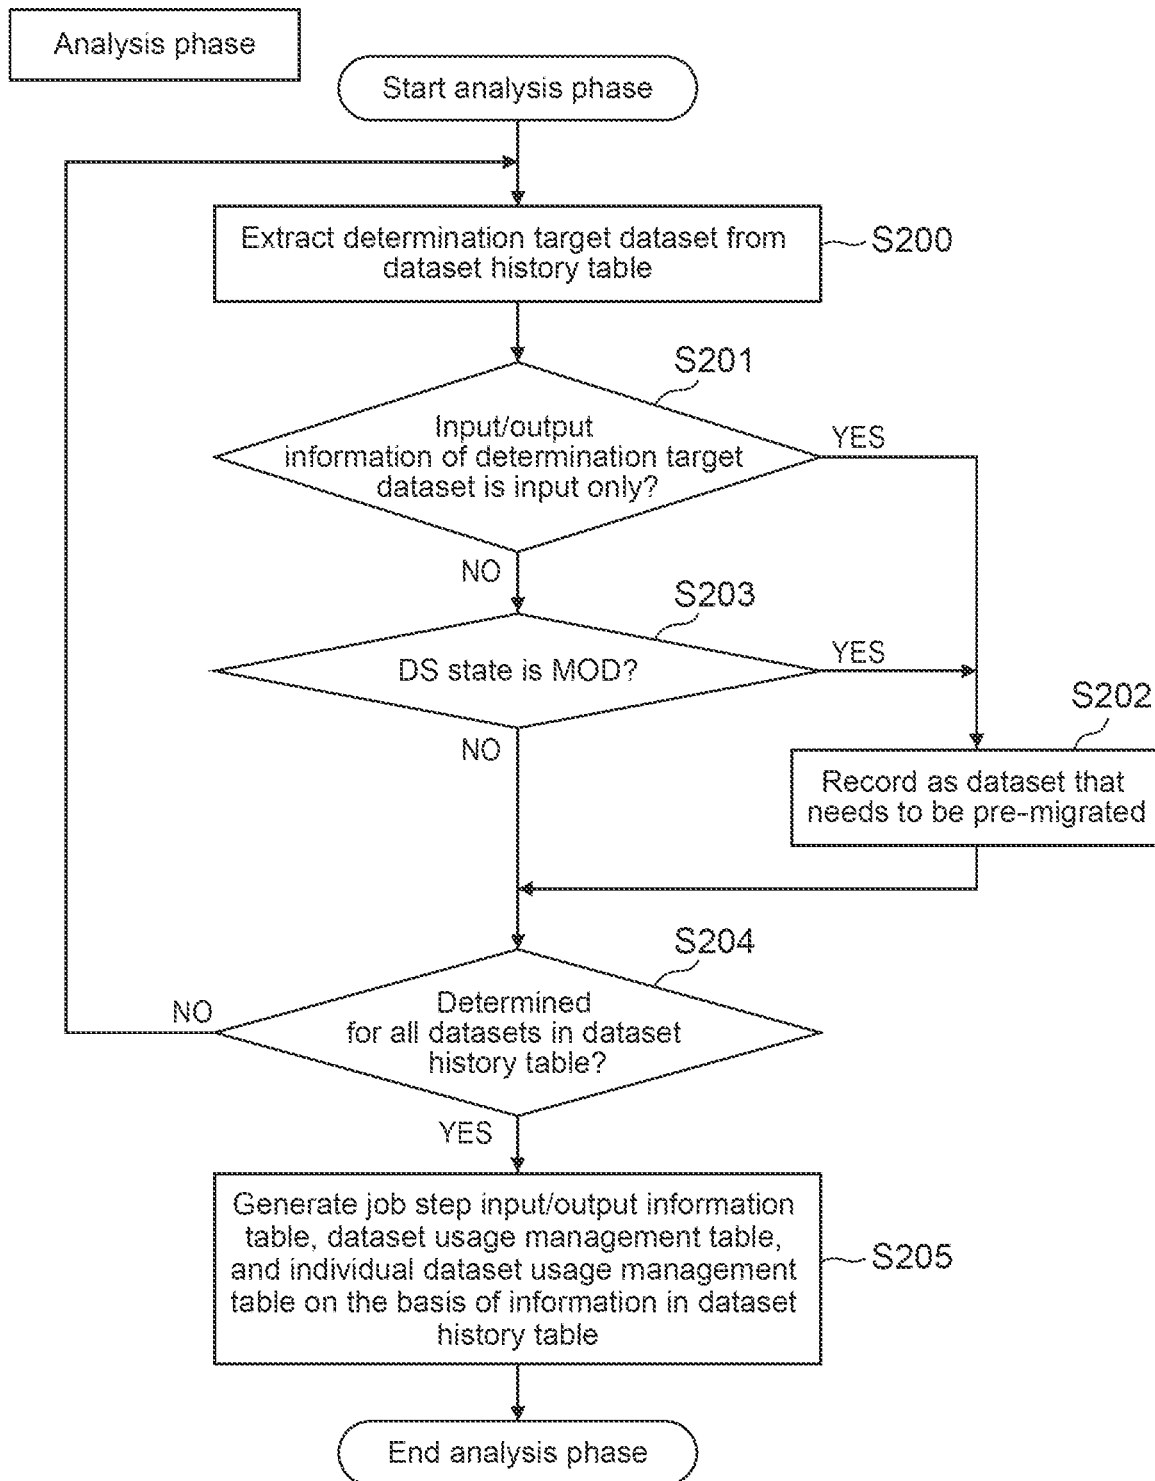 Analysis phase
Start analysis phase
Extract determination target dataset from
dataset history table
S200
S201
Input/output
information of determination target
dataset is input only?
YES
NO
S203
DS state is MOD?
YES
NO
S202
Record as dataset that
needs to be pre-migrated
S204
Determined
for all datasets in dataset
history table?
NO
YES
Generate job step input/output information
table, dataset usage management table,
and individual dataset usage management
table on the basis of information in dataset
history table
S205
End analysis phase